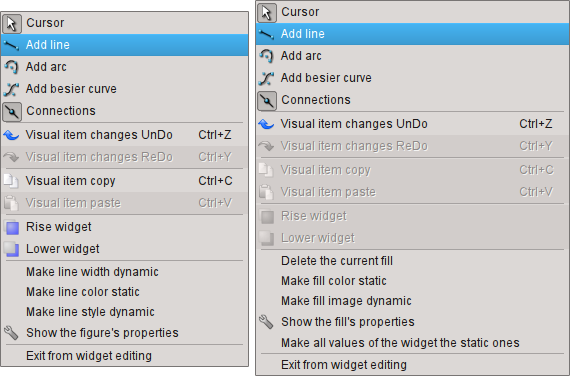 Cursor
Add line
Add arc
Add besier curve
Connections
Visual item changes UnDo Ctrl+Z
Visual item changes ReDo Ctrl+Y
Visual item copy Ctrl+C
Visual item paste Ctrl+V
Rise widget
Lower widget
Make line width dynamic
Make line color static
Make line style dynamic
Show the figure's properties
Exit from widget editing
Cursor
Add line
Add arc
Add besier curve
Connections
Visual item changes UnDo Ctrl+Z
Visual item changes ReDo Ctrl+Y
Visual item copy Ctrl+C
Visual item paste Ctrl+V
Rise widget
Lower widget
Delete the current fill
Make fill color static
Make fill image dynamic
Show the fill's properties
Make all values of the widget the static ones
Exit from widget editing